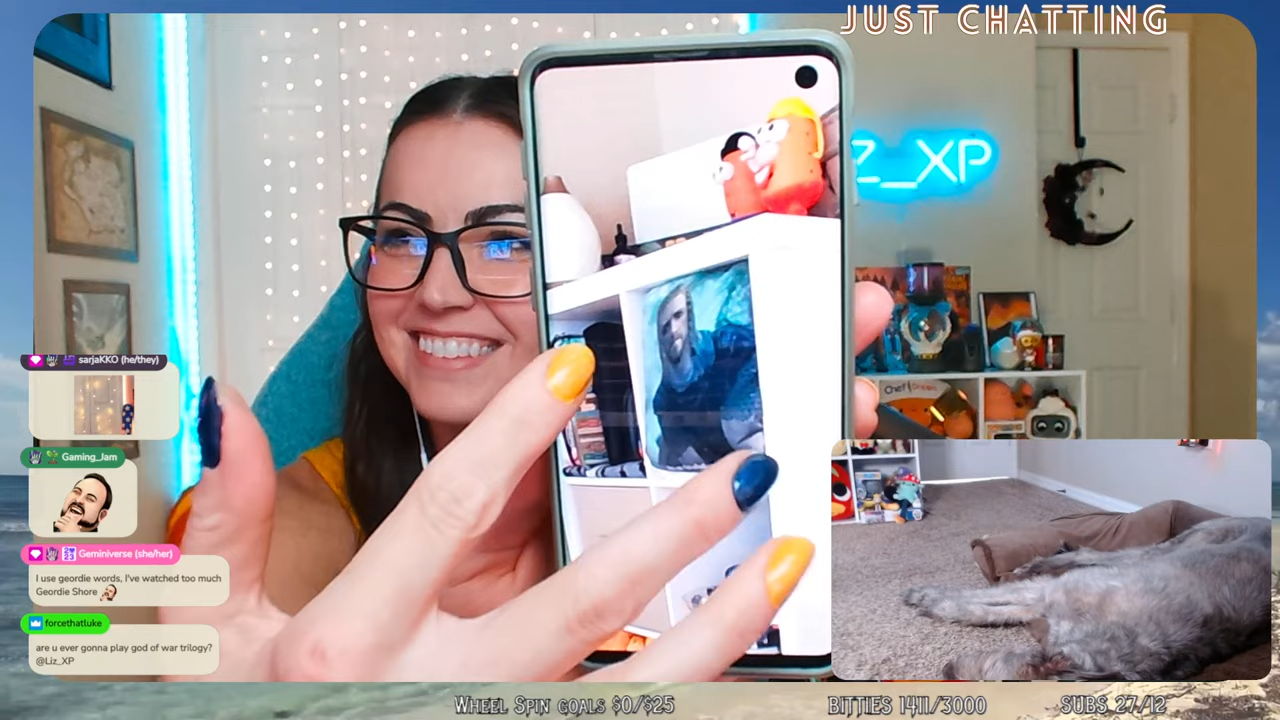 JUST CHATTING
Z_XP
Chef
sarjaKKO (he/they)
Gaming_Jam
Geminiverse (she/her)
I use geordie words, I've watched too much
Geordie Shore
forcethatluke
are u ever gonna play god of war trilogy?
@Liz_XP
WHEEL SPIN GOALS $0/$25
BITTIES 1411/3000
SUBS 27/12